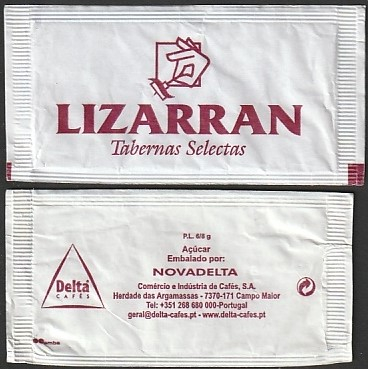 LIZARRAN
Tabernas Selectas
P.L. 6/8 g
Açúcar
Embalado por:
NOVADELTA
Comércio e Indústria de Cafés, S.A.
Herdade das Argamassas - 7370-171 Campo Maior
Tel: +351 268 680 000-Portugal
geral@delta-cafes.pt - www.delta-cafes.pt
Delta
CAFÉS